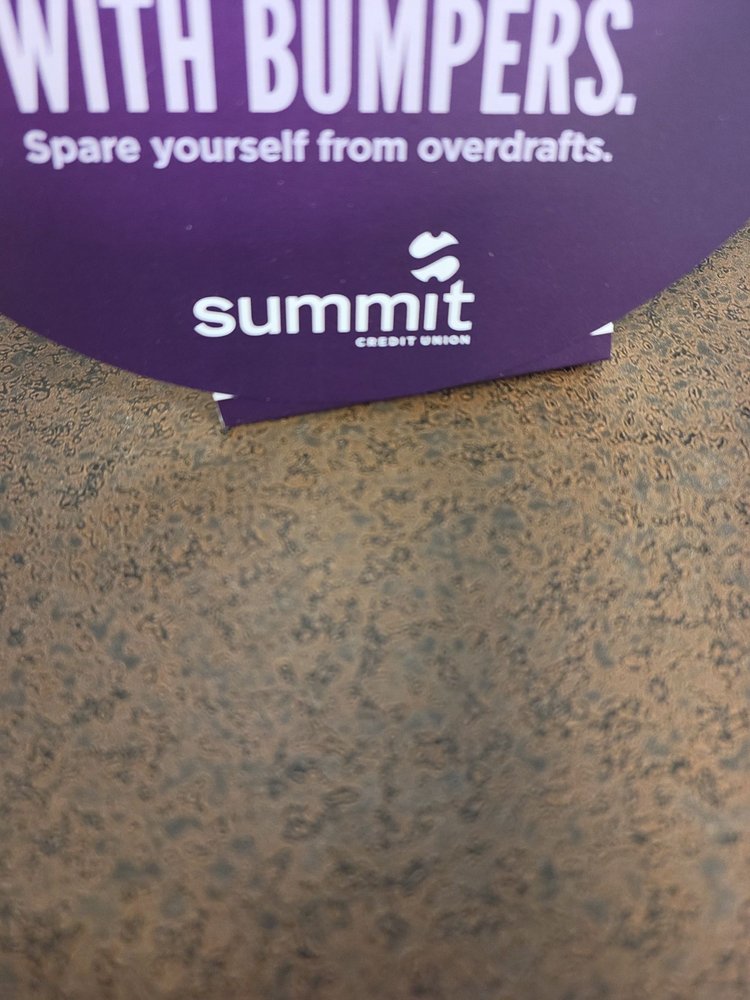 WITH BUMPERS.
Spare yourself from overdrafts.
summit
CREDIT UNION